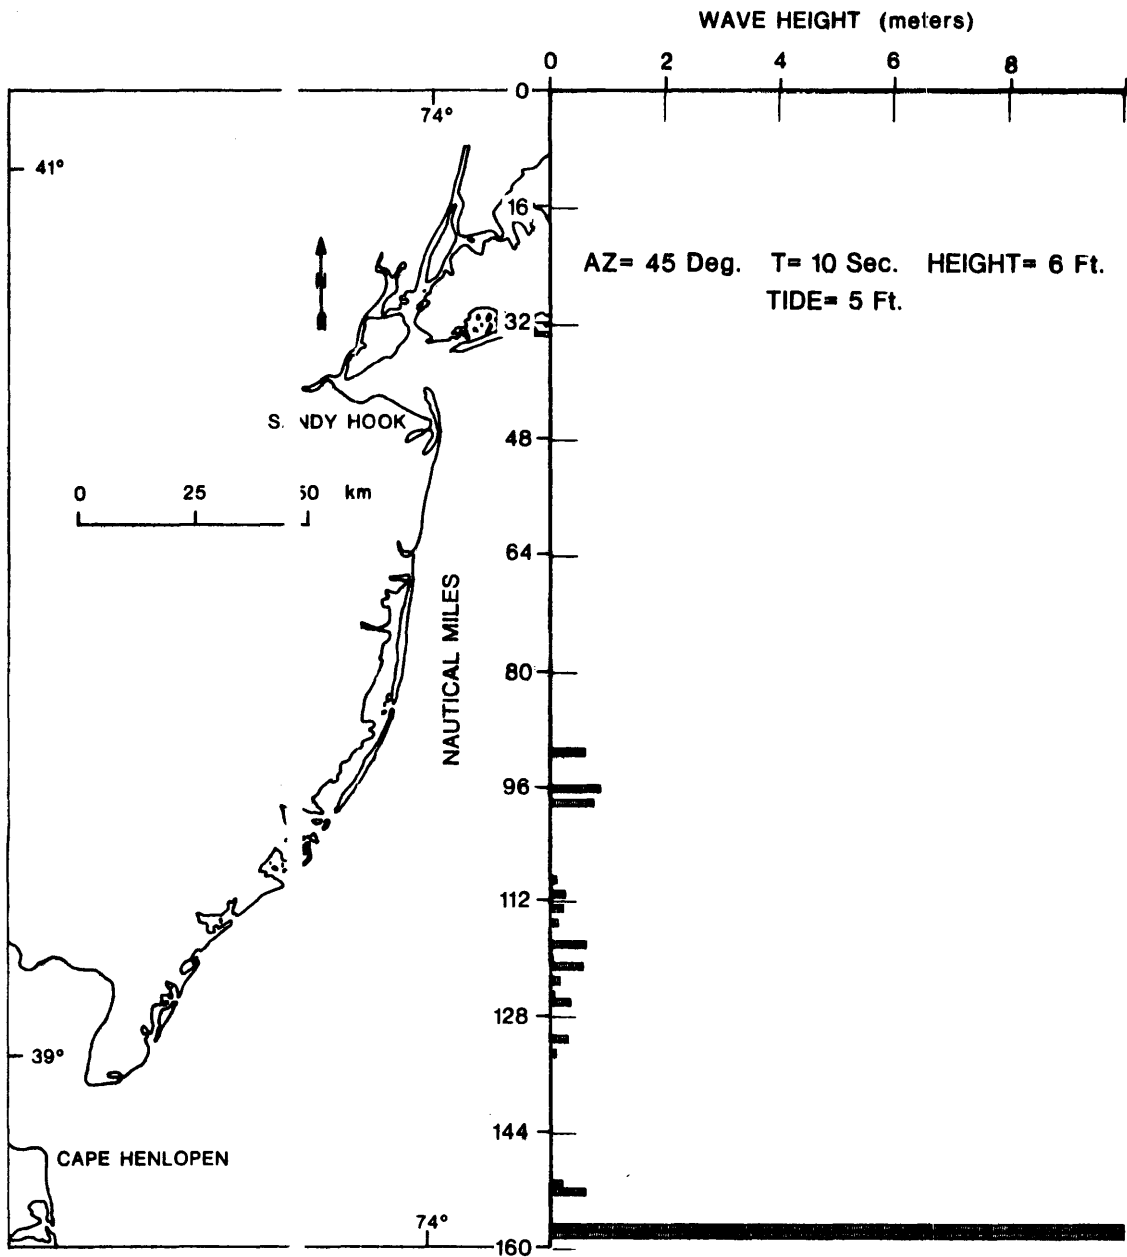 WAVE HEIGHT (meters)
0 2 4 6 8
0
74°
41°
16
AZ= 45 Deg. T= 10 Sec. HEIGHT= 6 Ft.
TIDE= 5 Ft.
N
32
S. NDY HOOK
48
0 25 50 km
64
NAUTICAL MILES
80
96
112
128
39°
144
CAPE HENLOPEN
74°
160